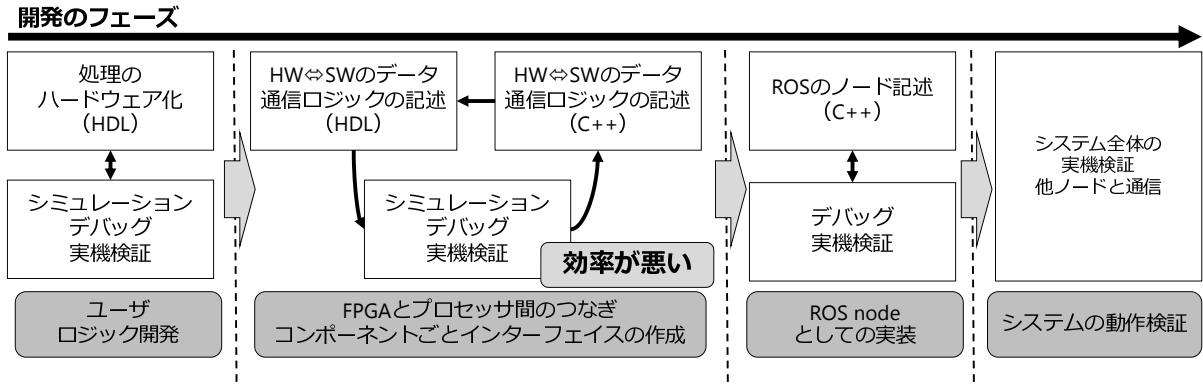 開発のフェーズ
処理の
ハードウェア化
（HDL）
シミュレーション
デバッグ
実機検証
ユーザ
ロジック開発
HW⇔SWのデータ
通信ロジックの記述
（HDL）
HW⇔SWのデータ
通信ロジックの記述
（C++）
シミュレーション
デバッグ
実機検証
効率が悪い
FPGAとプロセッサ間のつなぎ
コンポーネントごとインターフェイスの作成
ROSのノード記述
（C++）
デバッグ
実機検証
ROS node
としての実装
システム全体の
実機検証
他ノードと通信
システムの動作検証